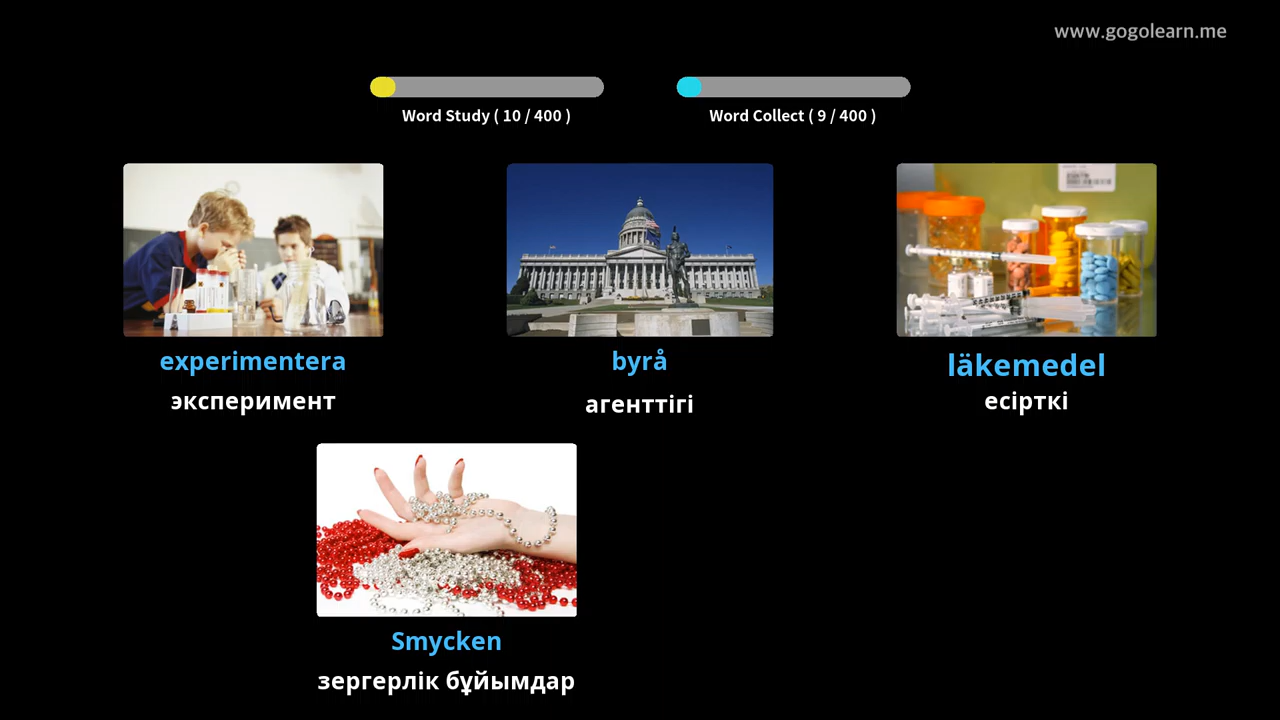 www.gogolearn.me
Word Study ( 10 / 400 )
Word Collect ( 9 / 400 )
experimentera
эксперимент
byrå
агенттігі
läkemedel
есірткі
Smycken
зергерлік бұйымдар